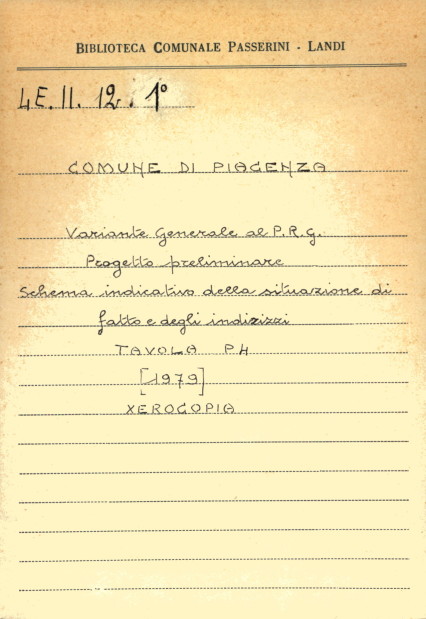 BIBLIOTECA COMUNALE PASSERINI - LANDI
4E. II. 12. 1°
COMUNE DI PIACENZA
Variante Generale al P.R.G.
Progetto preliminare
Schema indicativo della situazione di
fatto e degli indirizzi
TAVOLA P4
[1979]
XEROCOPIA